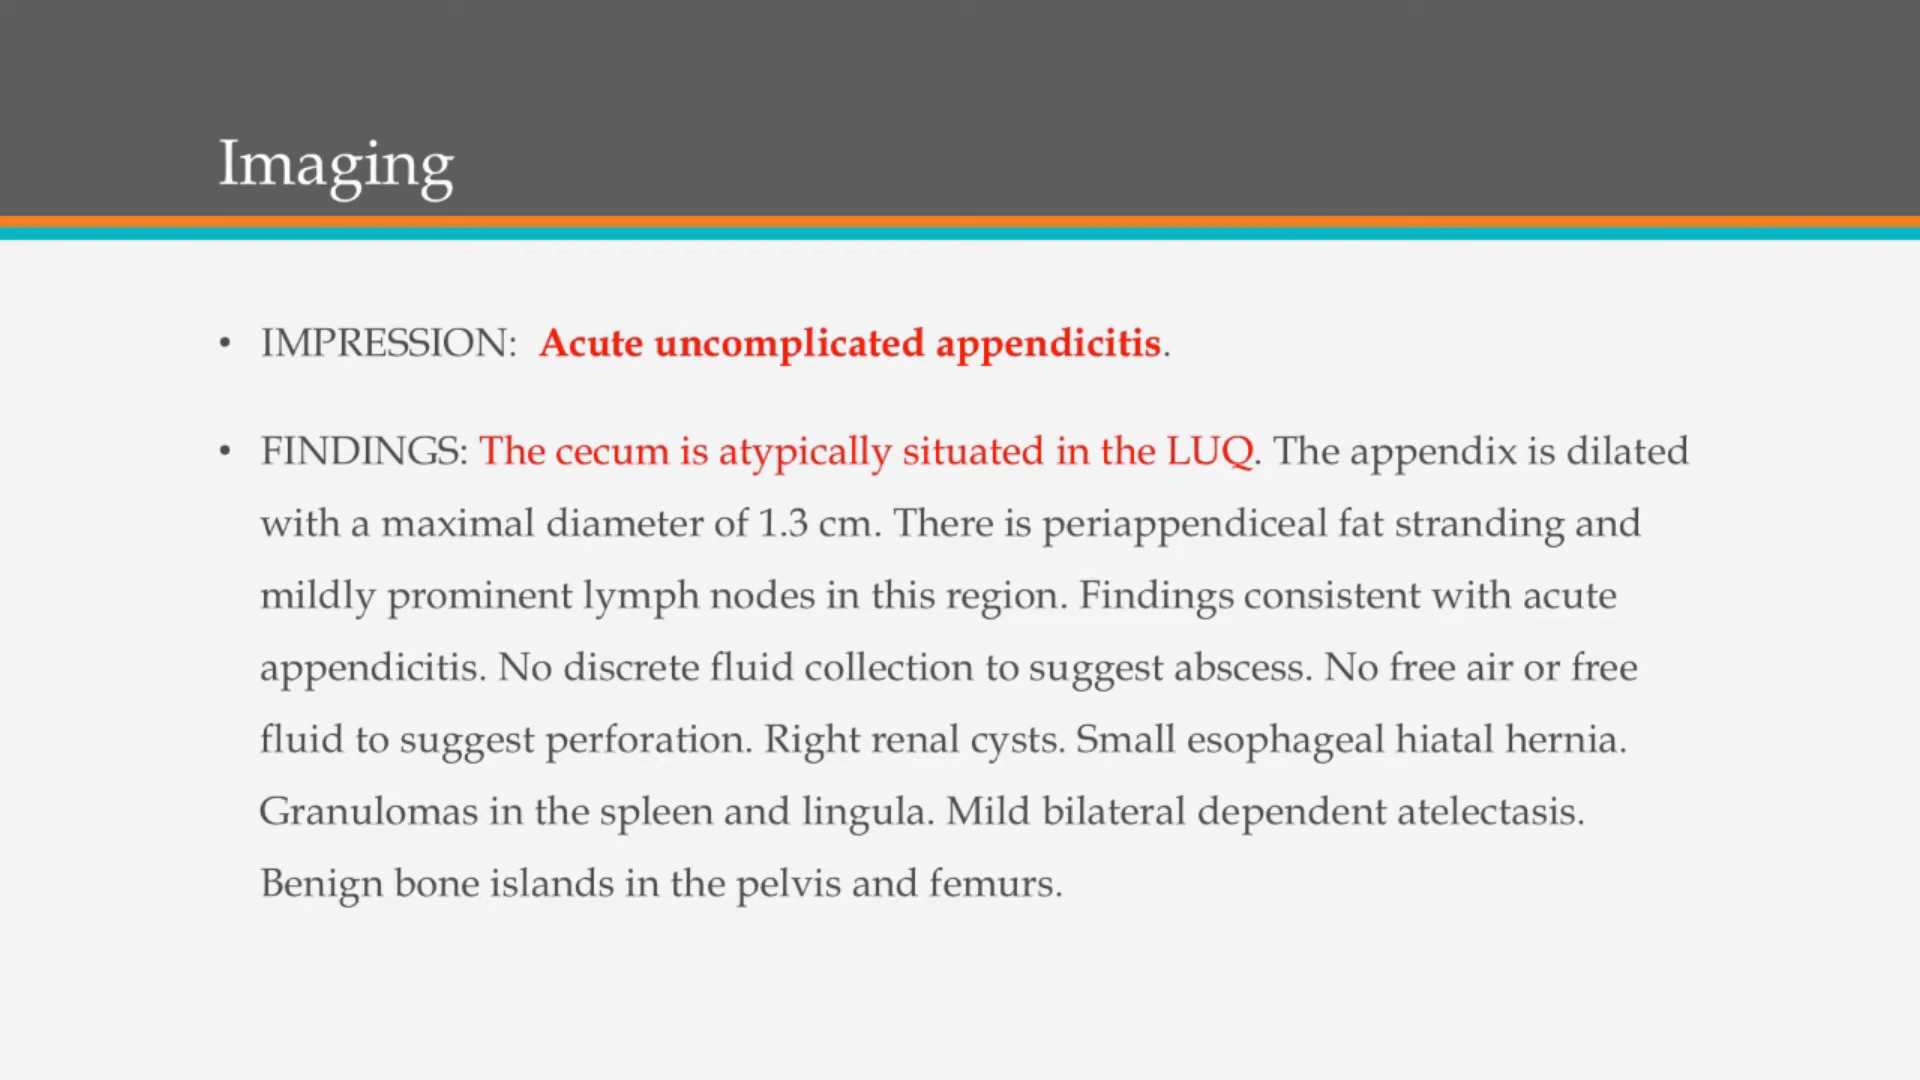 Imaging
• IMPRESSION: Acute uncomplicated appendicitis.
• FINDINGS: The cecum is atypically situated in the LUQ. The appendix is dilated
with a maximal diameter of 1.3 cm. There is periappendiceal fat stranding and
mildly prominent lymph nodes in this region. Findings consistent with acute
appendicitis. No discrete fluid collection to suggest abscess. No free air or free
fluid to suggest perforation. Right renal cysts. Small esophageal hiatal hernia.
Granulomas in the spleen and lingula. Mild bilateral dependent atelectasis.
Benign bone islands in the pelvis and femurs.